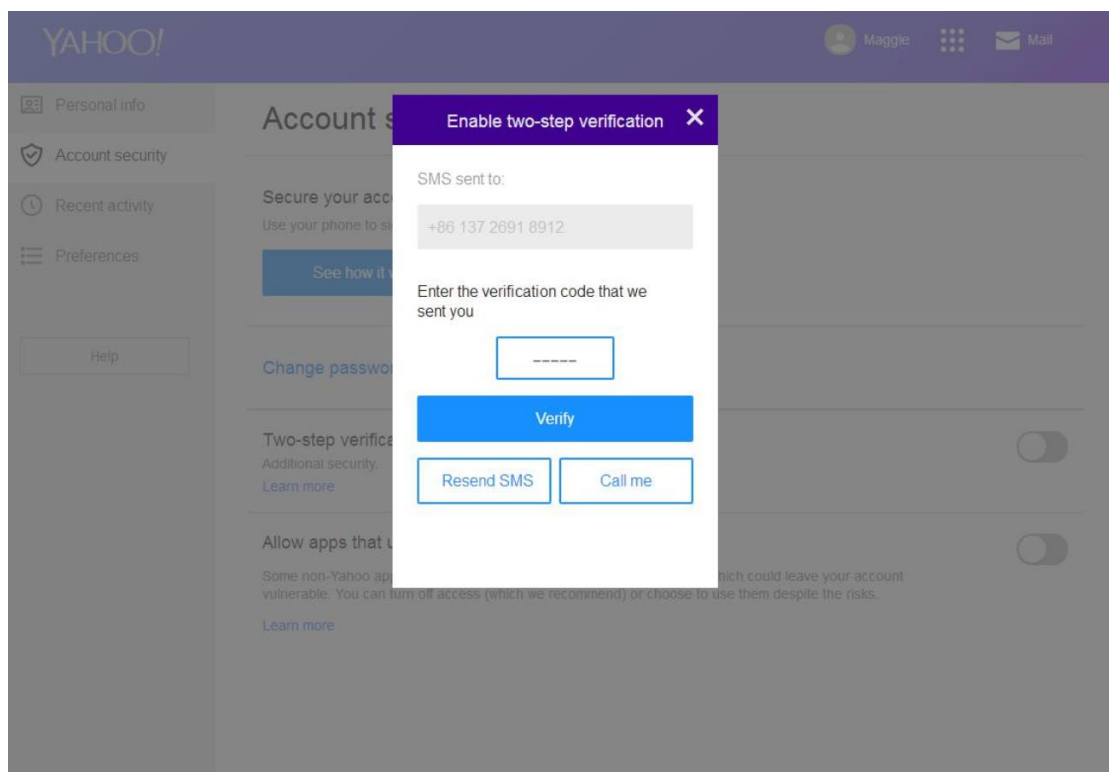 YAHOO!
Maggie
Mail
Personal info
Account security
Recent activity
Preferences
Help
Account s
Secure your acc
Use your phone to si
See how it w
Change passwor
Two-step verifica
Additional security.
Learn more
Allow apps that u
Some non-Yahoo app hich could leave your account
vulnerable. You can turn off access (which we recommend) or choose to use them despite the risks.
Learn more
Enable two-step verification
SMS sent to:
+86 137 2691 8912
Enter the verification code that we
sent you
-----
Verify
Resend SMS
Call me